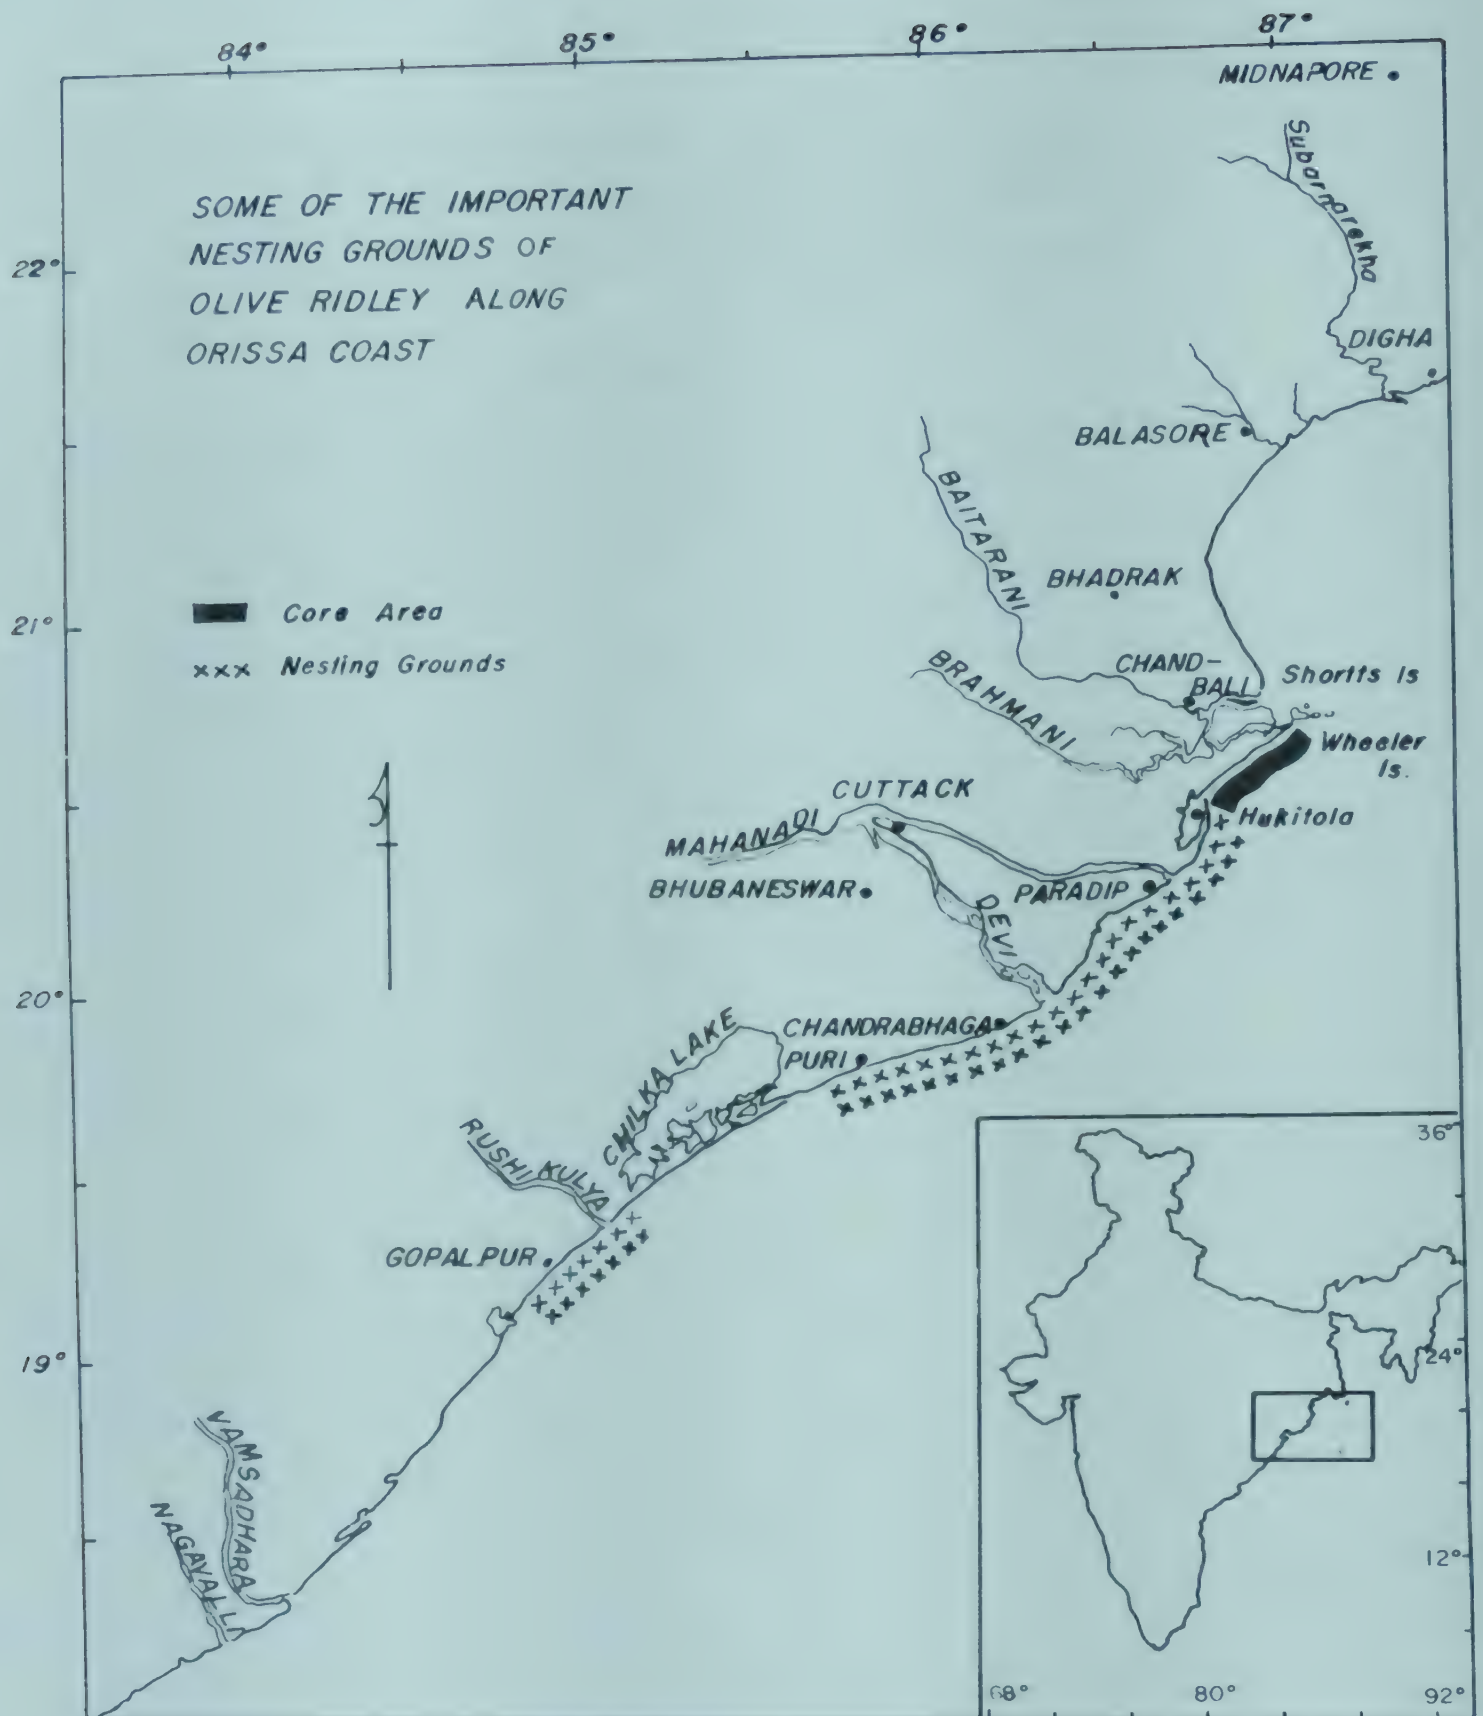 84°
85°
86°
87°
MIDNAPORE
Subarnarekha
SOME OF THE IMPORTANT
NESTING GROUNDS OF
OLIVE RIDLEY ALONG
ORISSA COAST
22°
DIGHA
BALASORE
BAITARANI
BHADRAK
Core Area
21°
××× Nesting Grounds
BRAHMANI
CHAND-
BALI
Shortts Is
Wheeler
Is.
CUTTACK
Hukitola
MAHANADI
BHUBANESWAR
PARADIP
DEVI
20°
CHANDRABHAGA
CHILKA LAKE
PURI
RUSHI KULYA
GOPALPUR
19°
VAMSADHARA
NAGAVALLI
36°
24°
12°
68°
80°
92°